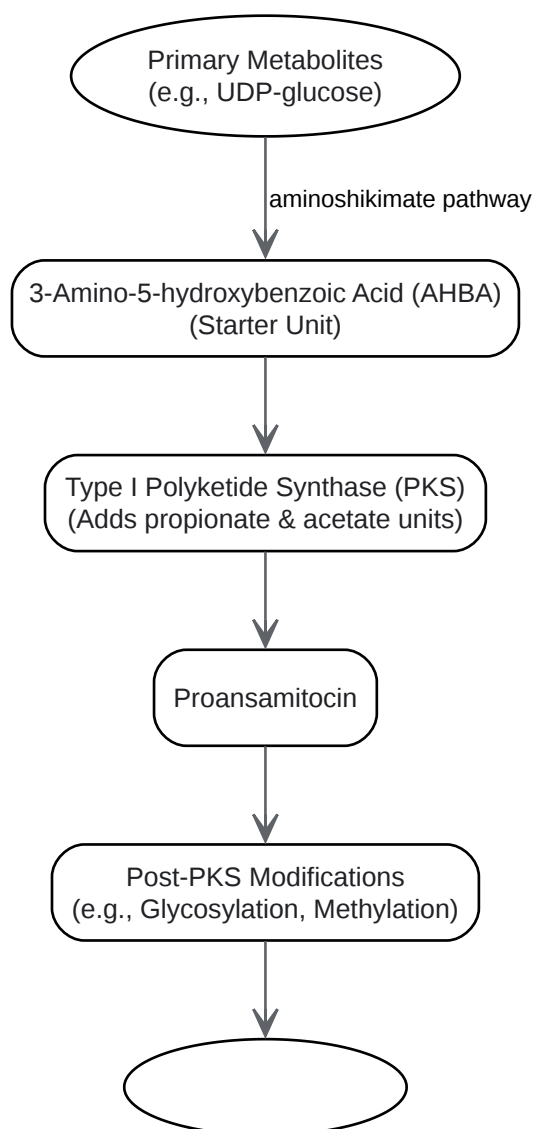 Primary Metabolites
(e.g., UDP-glucose)
aminoshikimate pathway
3-Amino-5-hydroxybenzoic Acid (AHBA)
(Starter Unit)
Type I Polyketide Synthase (PKS)
(Adds propionate & acetate units)
Proansamitocin
Post-PKS Modifications
(e.g., Glycosylation, Methylation)